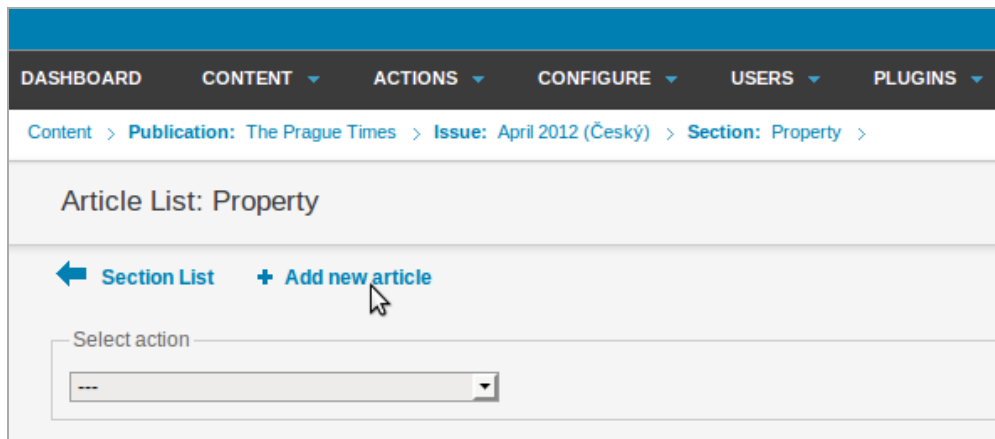 DASHBOARD CONTENT ACTIONS CONFIGURE USERS PLUGINS
Content > Publication: The Prague Times > Issue: April 2012 (Český) > Section: Property >
Article List: Property
Section List + Add new article
Select action
---